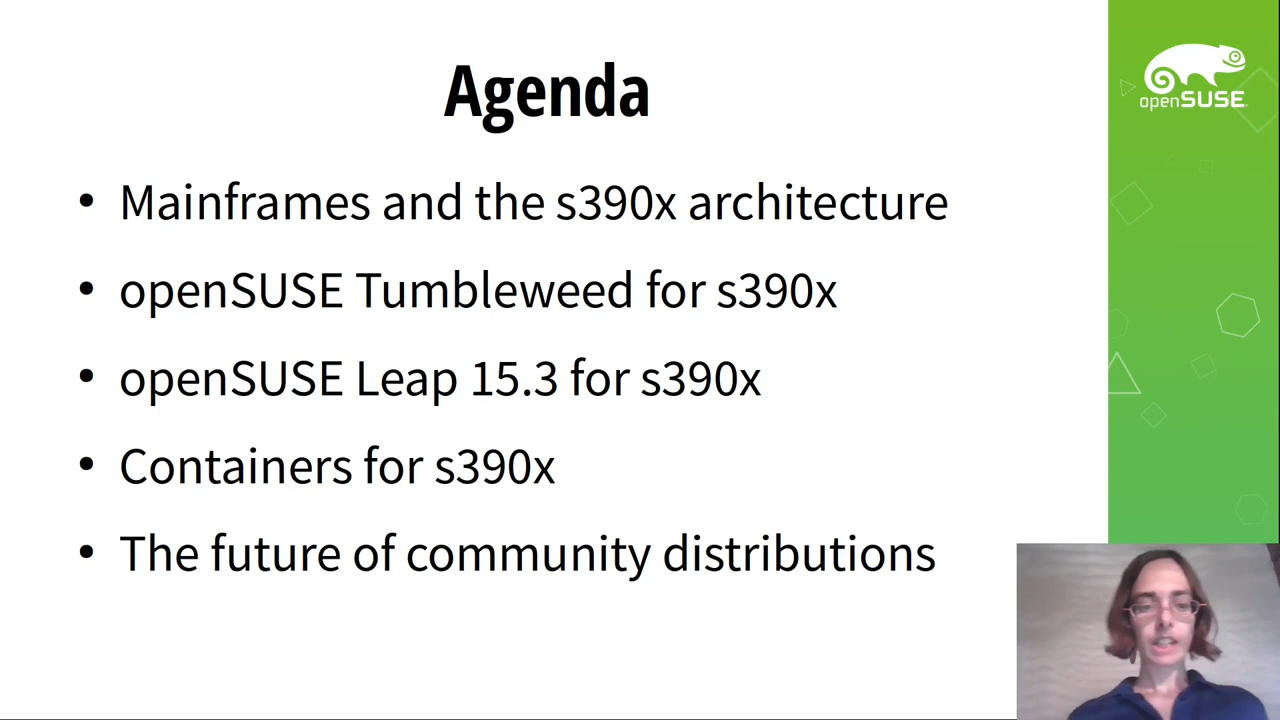 Agenda
openSUSE
• Mainframes and the s390x architecture
• openSUSE Tumbleweed for s390x
• openSUSE Leap 15.3 for s390x
• Containers for s390x
• The future of community distributions